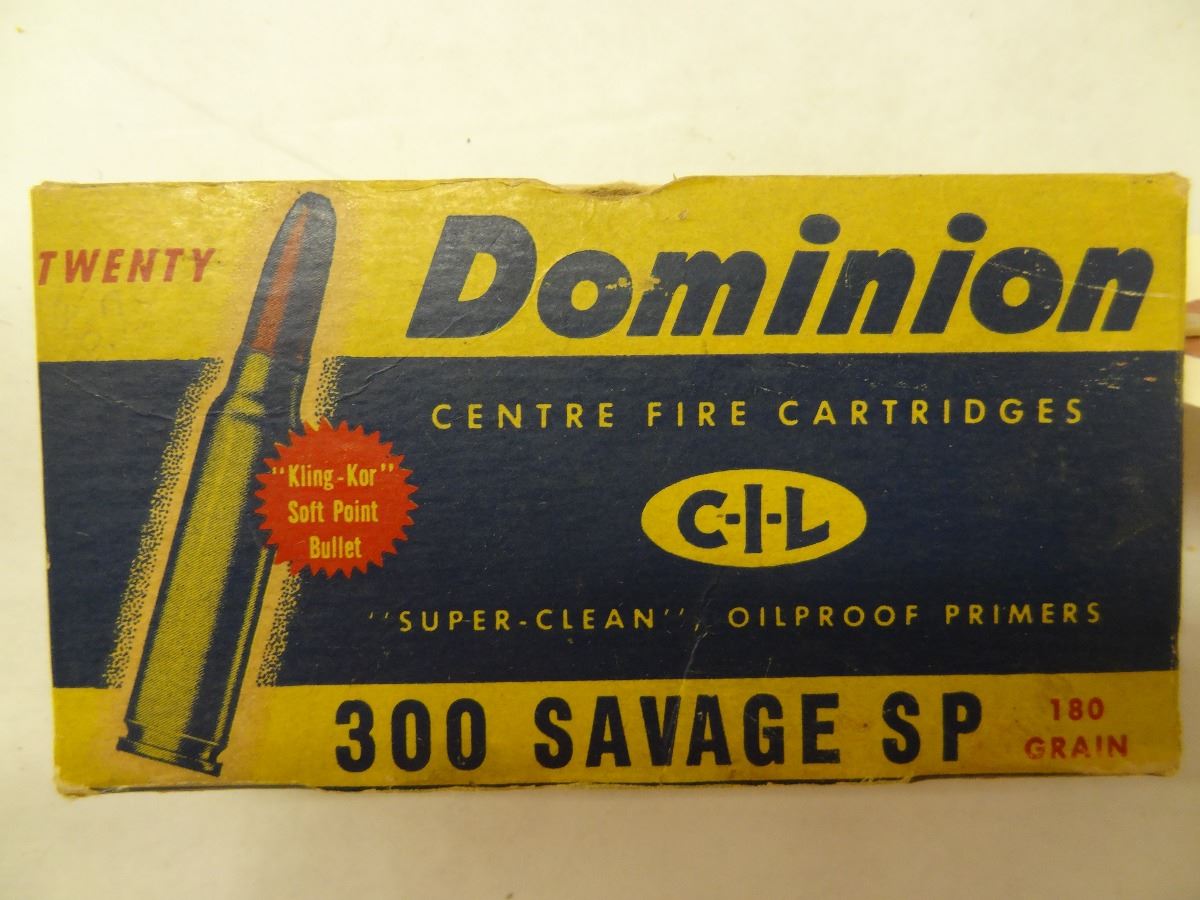 TWENTY
Dominion
CENTRE FIRE CARTRIDGES
"Kling-Kor"
Soft Point
Bullet
C-I-L
"SUPER-CLEAN" OILPROOF PRIMERS
300 SAVAGE SP
180
GRAIN